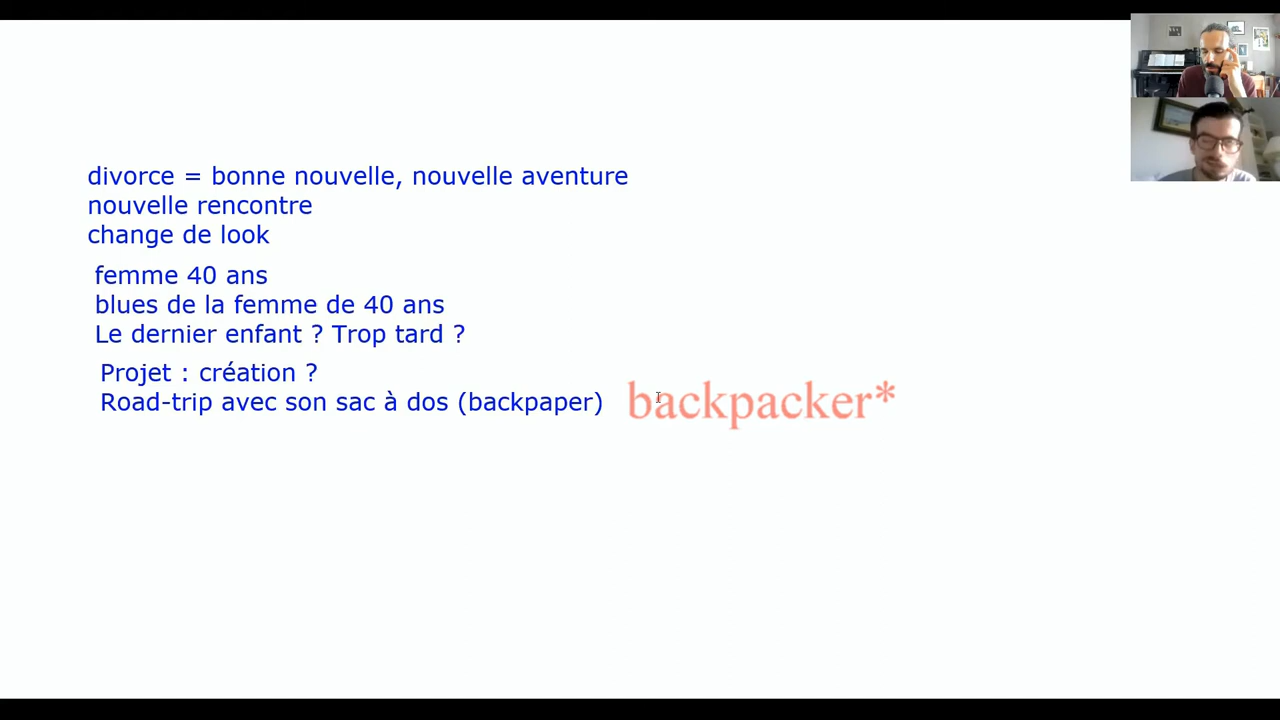 divorce = bonne nouvelle, nouvelle aventure
nouvelle rencontre
change de look
femme 40 ans
blues de la femme de 40 ans
Le dernier enfant ? Trop tard ?
Projet : création ?
Road-trip avec son sac à dos (backpaper) backpacker*